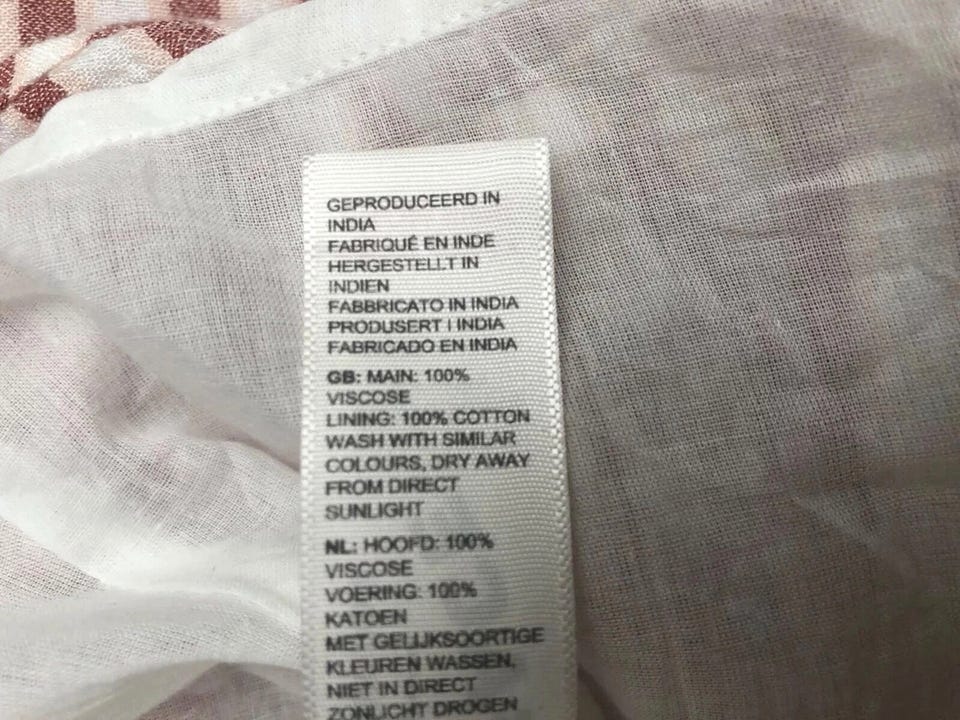 GEPRODUCEERD IN
INDIA
FABRIQUÉ EN INDE
HERGESTELLT IN
INDIEN
FABBRICATO IN INDIA
PRODUSERT I INDIA
FABRICADO EN INDIA
GB: MAIN: 100%
VISCOSE
LINING: 100% COTTON
WASH WITH SIMILAR
COLOURS, DRY AWAY
FROM DIRECT
SUNLIGHT
NL: HOOFD: 100%
VISCOSE
VOERING: 100%
KATOEN
MET GELIJKSOORTIGE
KLEUREN WASSEN,
NIET IN DIRECT
ZONLICHT DROGEN